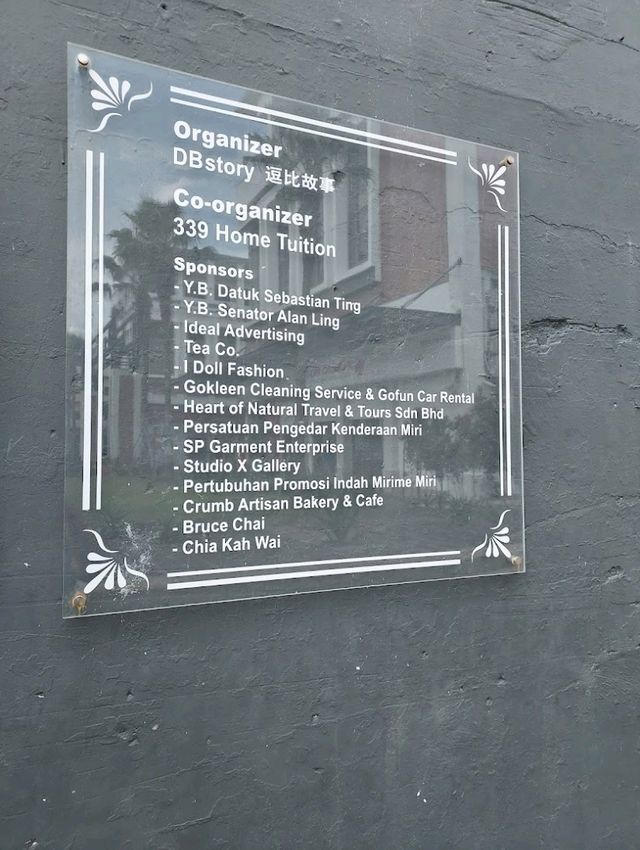 Organizer
DBstory 逗比故事
Co-organizer
339 Home Tuition
Sponsors
- Y.B. Datuk Sebastian Ting
- Y.B. Senator Alan Ling
- Ideal Advertising
- Tea Co.
- I Doll Fashion
- Gokleen Cleaning Service & Gofun Car Rental
- Heart of Natural Travel & Tours Sdn Bhd
- Persatuan Pengedar Kenderaan Miri
- SP Garment Enterprise
- Studio X Gallery
- Pertubuhan Promosi Indah Mirime Miri
- Crumb Artisan Bakery & Cafe
- Bruce Chai
- Chia Kah Wai